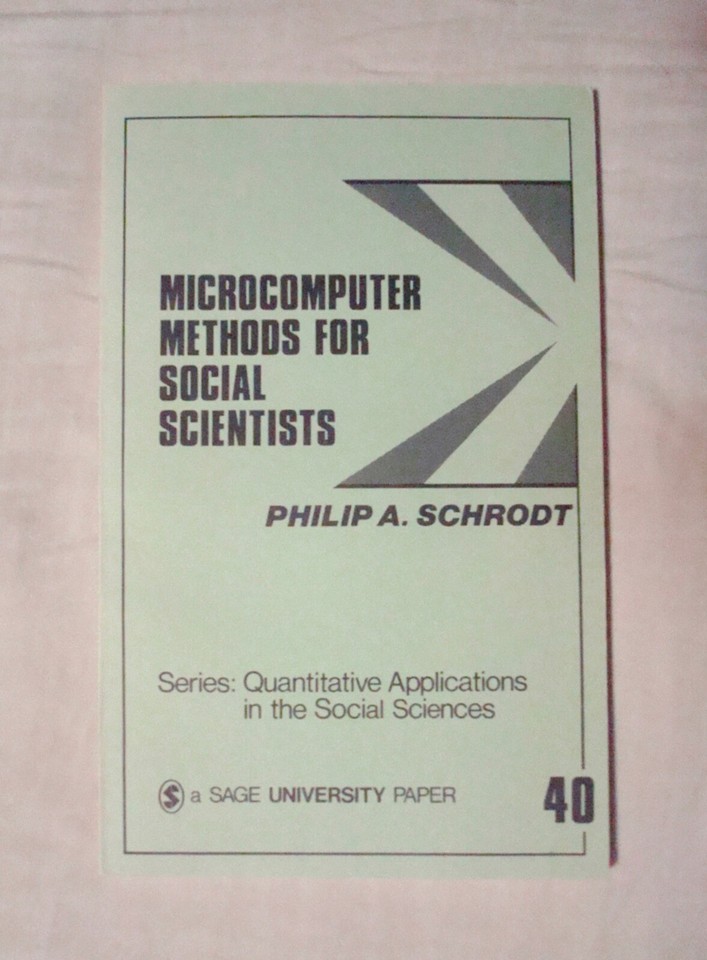 MICROCOMPUTER
METHODS FOR
SOCIAL
SCIENTISTS
PHILIP A. SCHRODT
Series: Quantitative Applications
in the Social Sciences
S a SAGE UNIVERSITY PAPER
40